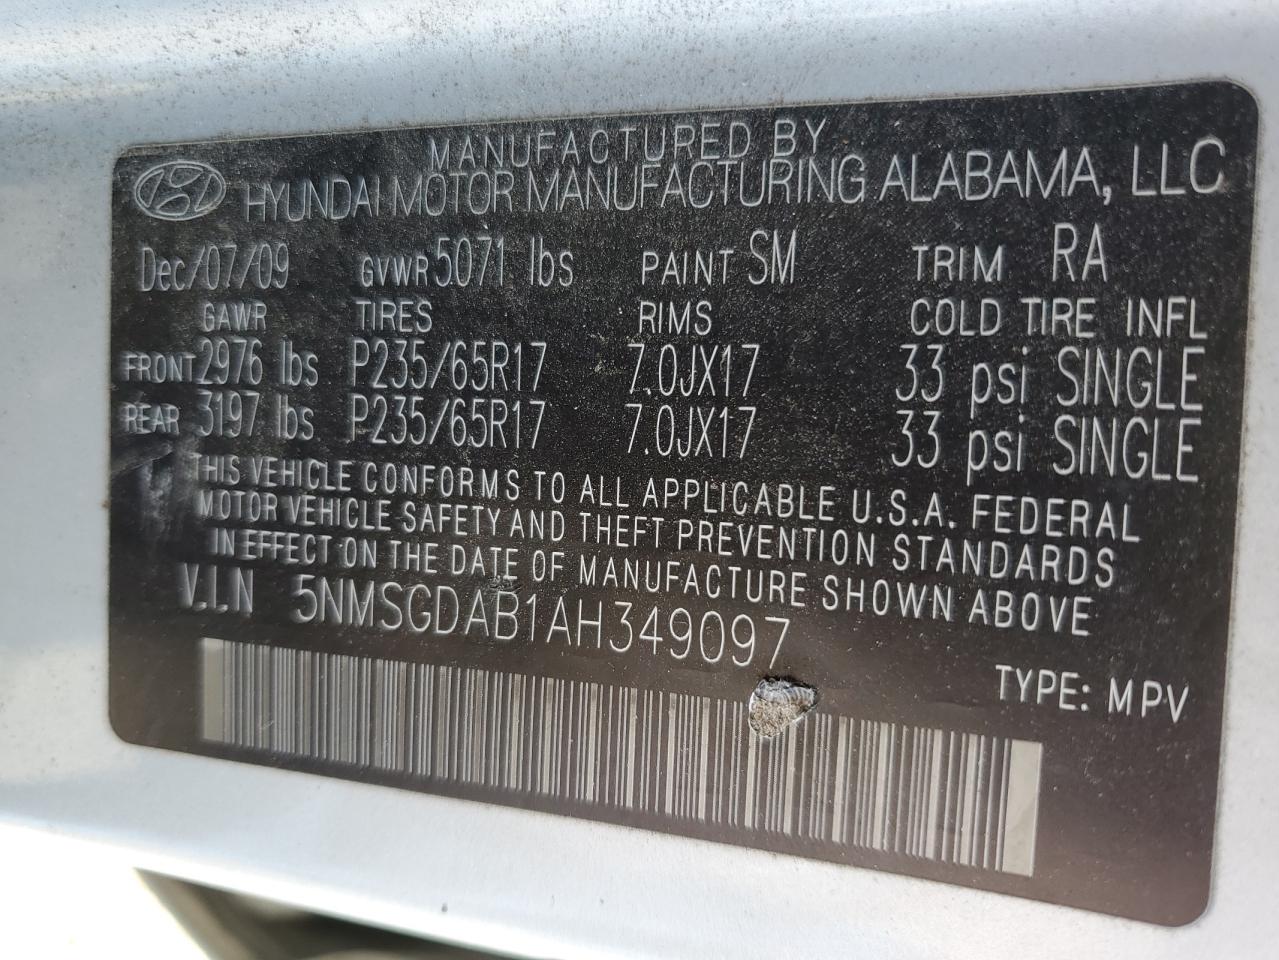 MANUFACTURED BY
HYUNDAI MOTOR MANUFACTURING ALABAMA, LLC
Dec/07/09 GVWR 5071 lbs PAINT SM TRIM RA
GAWR TIRES RIMS COLD TIRE INFL
FRONT 2976 lbs P235/65R17 7.0JX17 33 psi SINGLE
REAR 3197 lbs P235/65R17 7.0JX17 33 psi SINGLE
THIS VEHICLE CONFORMS TO ALL APPLICABLE U.S.A. FEDERAL
MOTOR VEHICLE SAFETY AND THEFT PREVENTION STANDARDS
IN EFFECT ON THE DATE OF MANUFACTURE SHOWN ABOVE
V.I.N 5NMSGDAB1AH349097
TYPE: MPV